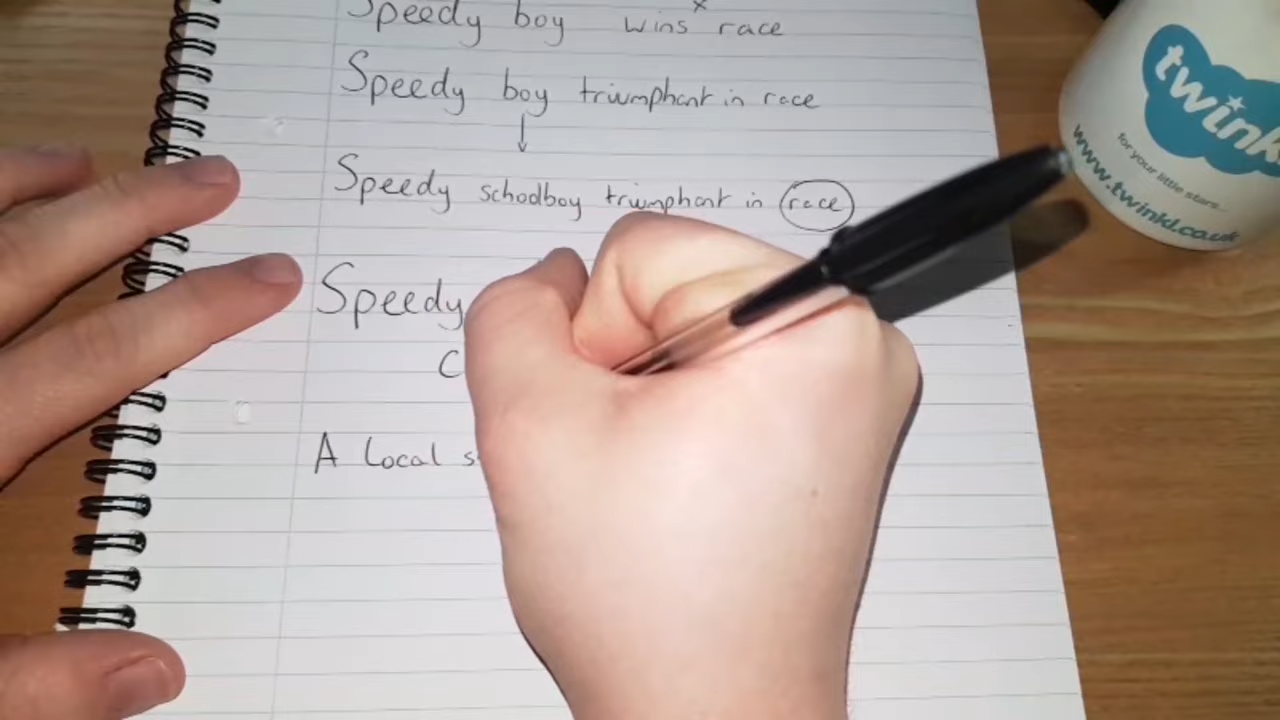 Speedy boy wins race
Speedy boy triumphant in race
Speedy schoolboy triumphant in race
Speedy
A local
twinkl
for your little stars...
www.twinkl.co.uk